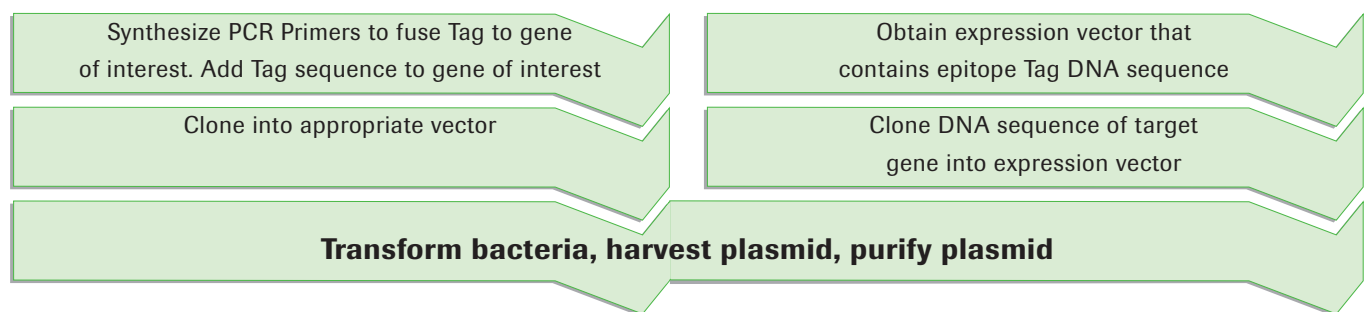 Synthesize PCR Primers to fuse Tag to gene
of interest. Add Tag sequence to gene of interest
Obtain expression vector that
contains epitope Tag DNA sequence
Clone into appropriate vector
Clone DNA sequence of target
gene into expression vector
Transform bacteria, harvest plasmid, purify plasmid